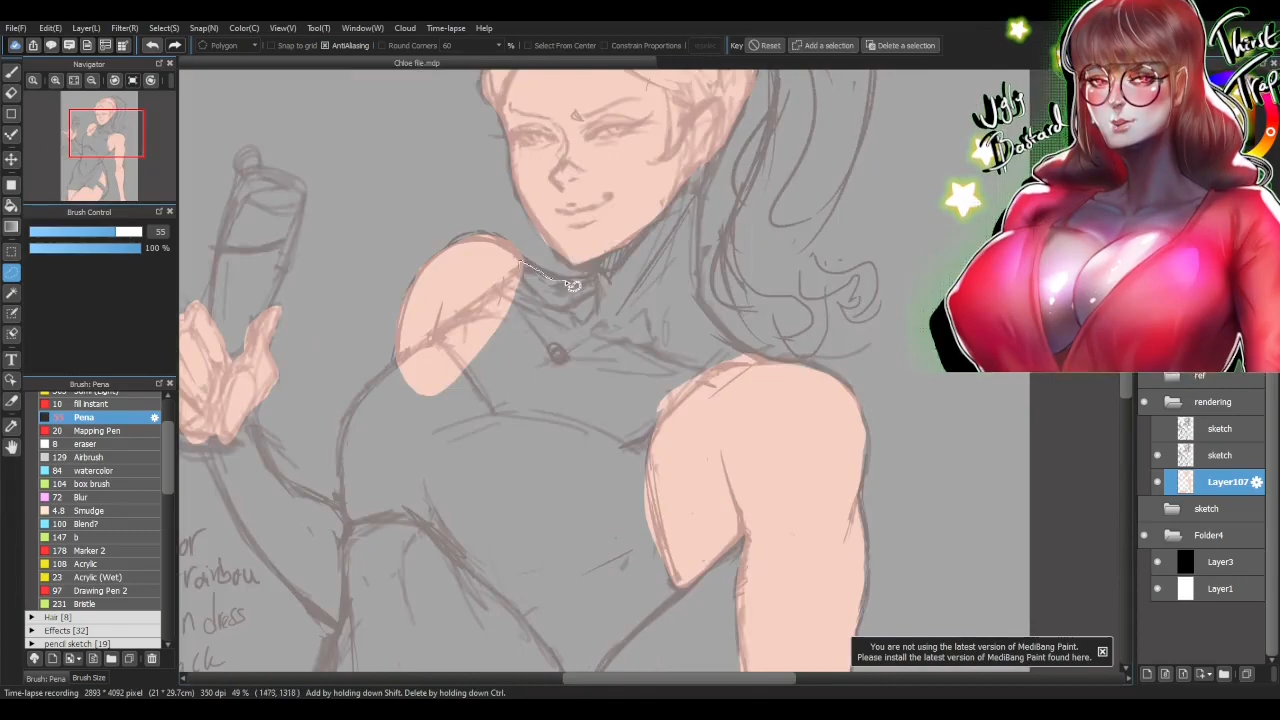 File(F) Edit(E) Layer(L) Filter(R) Select(S) Snap(N) Color(C) View(V) Tool(T) Window(W) Cloud Time-lapse Help
Polygon Snap to grid AntiAliasing Round Corners 60 % Select From Center Constrain Proportions Key Reset Add a selection Delete a selection
Navigator
Chloe file.mdp
Thirst
Trap
Ugly
Bastard
Brush Control
55
100 %
Brush: Pena
10 fill instant
55 Pena
20 Mapping Pen
8 eraser
129 Airbrush
84 watercolor
104 box brush
72 Blur
4.8 Smudge
100 Blend?
147 b
178 Marker 2
108 Acrylic
23 Acrylic (Wet)
97 Drawing Pen 2
231 Bristle
Hair [8]
Effects [32]
pencil sketch [19]
Brush: Pena Brush Size
or
rainbow
n dress
ck
ref
rendering
sketch
sketch
Layer107
sketch
Folder4
Layer3
Layer1
You are not using the latest version of MediBang Paint.
Please install the latest version of MediBang Paint found here.
Time-lapse recording 2893 * 4092 pixel (21 * 29.7cm) 350 dpi 49 % ( 1473, 1318 ) Add by holding down Shift. Delete by holding down Ctrl.